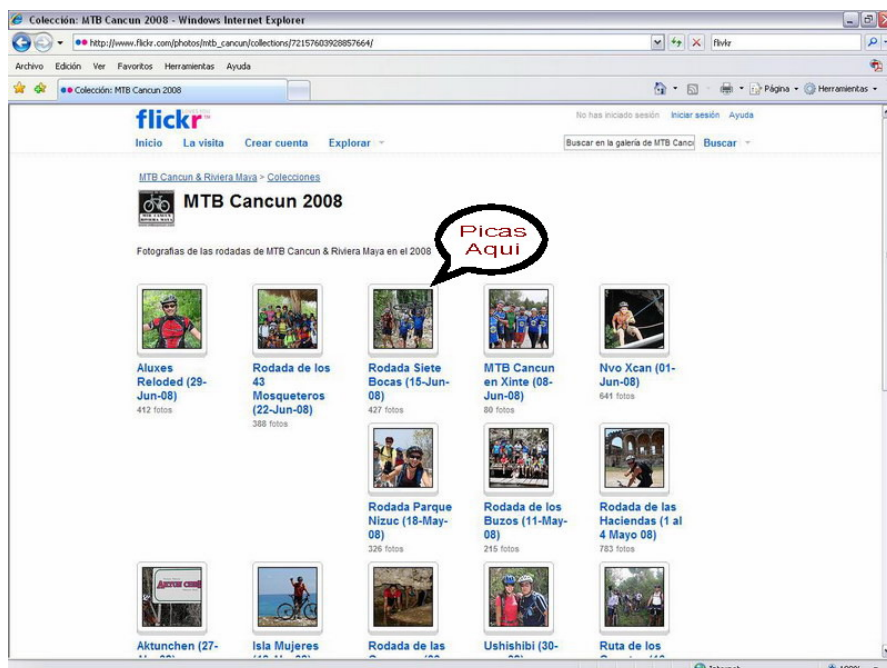 Colección: MTB Cancun 2008 - Windows Internet Explorer
http://www.flickr.com/photos/mtb_cancun/collections/72157603928857664/
flivkr
Archivo Edición Ver Favoritos Herramientas Ayuda
Colección: MTB Cancun 2008
Página
Herramientas
flickr
No has iniciado sesión Iniciar sesión Ayuda
Inicio La visita Crear cuenta Explorar
Buscar en la galería de MTB Canc
Buscar
MTB Cancun & Riviera Maya > Colecciones
MTB Cancun 2008
Picas
Aqui
Fotografias de las rodadas de MTB Cancun & Riviera Maya en el 2008
Aluxes
Reloded (29-
Jun-08)
412 fotos
Rodada de los
43
Mosqueteros
(22-Jun-08)
388 fotos
Rodada Siete
Bocas (15-Jun-
08)
427 fotos
MTB Cancun
en Xinte (08-
Jun-08)
80 fotos
Nvo Xcan (01-
Jun-08)
641 fotos
Rodada Parque
Nizuc (18-May-
08)
326 fotos
Rodada de los
Buzos (11-May-
08)
215 fotos
Rodada de las
Haciendas (1 al
4 Mayo 08)
783 fotos
Aktunchen (27-
Isla Mujeres
Rodada de las
Ushishibi (30-
Ruta de los
Internet
100%